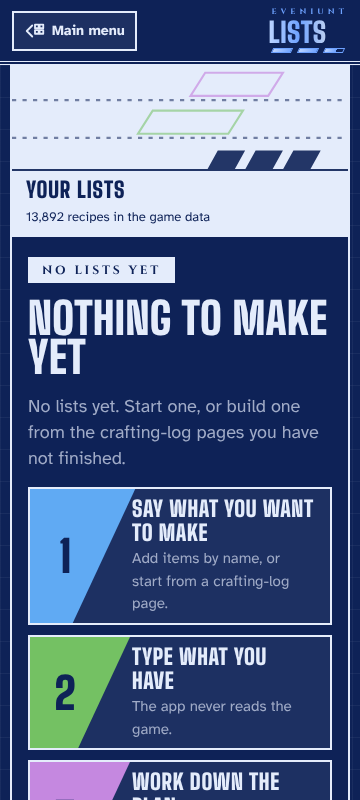 Main menu
EVENIUNT
LISTS
YOUR LISTS
13,892 recipes in the game data
NO LISTS YET
NOTHING TO MAKE
YET
No lists yet. Start one, or build one
from the crafting-log pages you have
not finished.
1
SAY WHAT YOU WANT
TO MAKE
Add items by name, or
start from a crafting-log
page.
2
TYPE WHAT YOU
HAVE
The app never reads the
game.
WORK DOWN THE